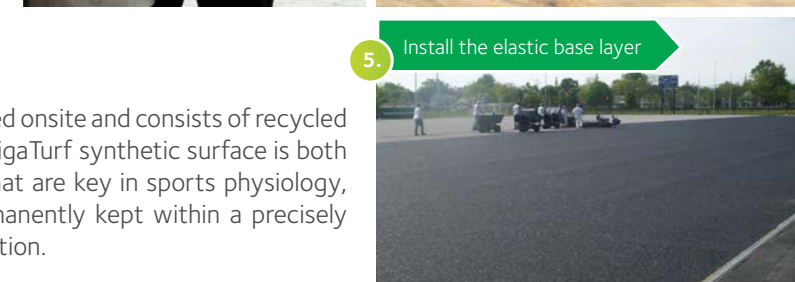 5.
Install the elastic base layer
ed onsite and consists of recycled
igaTurf synthetic surface is both
hat are key in sports physiology,
manently kept within a precisely
tion.